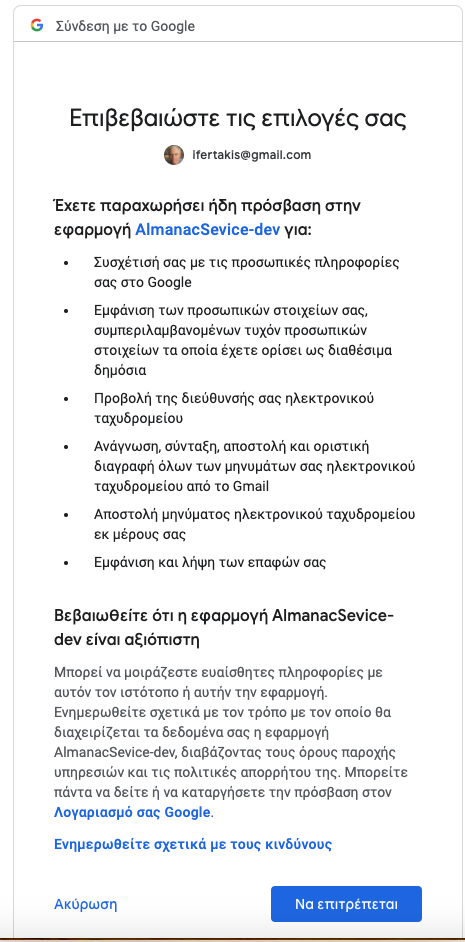 Σύνδεση με το Google
Επιβεβαιώστε τις επιλογές σας
ifertakis@gmail.com
Έχετε παραχωρήσει ήδη πρόσβαση στην
εφαρμογή AlmanacSevice-dev για:
• Συσχέτισή σας με τις προσωπικές πληροφορίες
σας στο Google
• Εμφάνιση των προσωπικών στοιχείων σας,
συμπεριλαμβανομένων τυχόν προσωπικών
στοιχείων τα οποία έχετε ορίσει ως διαθέσιμα
δημόσια
• Προβολή της διεύθυνσής σας ηλεκτρονικού
ταχυδρομείου
• Ανάγνωση, σύνταξη, αποστολή και οριστική
διαγραφή όλων των μηνυμάτων σας ηλεκτρονικού
ταχυδρομείου από το Gmail
• Αποστολή μηνύματος ηλεκτρονικού ταχυδρομείου
εκ μέρους σας
• Εμφάνιση και λήψη των επαφών σας
Βεβαιωθείτε ότι η εφαρμογή AlmanacSevice-
dev είναι αξιόπιστη
Μπορεί να μοιράζεστε ευαίσθητες πληροφορίες με
αυτόν τον ιστότοπο ή αυτήν την εφαρμογή.
Ενημερωθείτε σχετικά με τον τρόπο με τον οποίο θα
διαχειρίζεται τα δεδομένα σας η εφαρμογή
AlmanacSevice-dev, διαβάζοντας τους όρους παροχής
υπηρεσιών και τις πολιτικές απορρήτου της. Μπορείτε
πάντα να δείτε ή να καταργήσετε την πρόσβαση στον
Λογαριασμό σας Google.
Ενημερωθείτε σχετικά με τους κινδύνους
Ακύρωση
Να επιτρέπεται